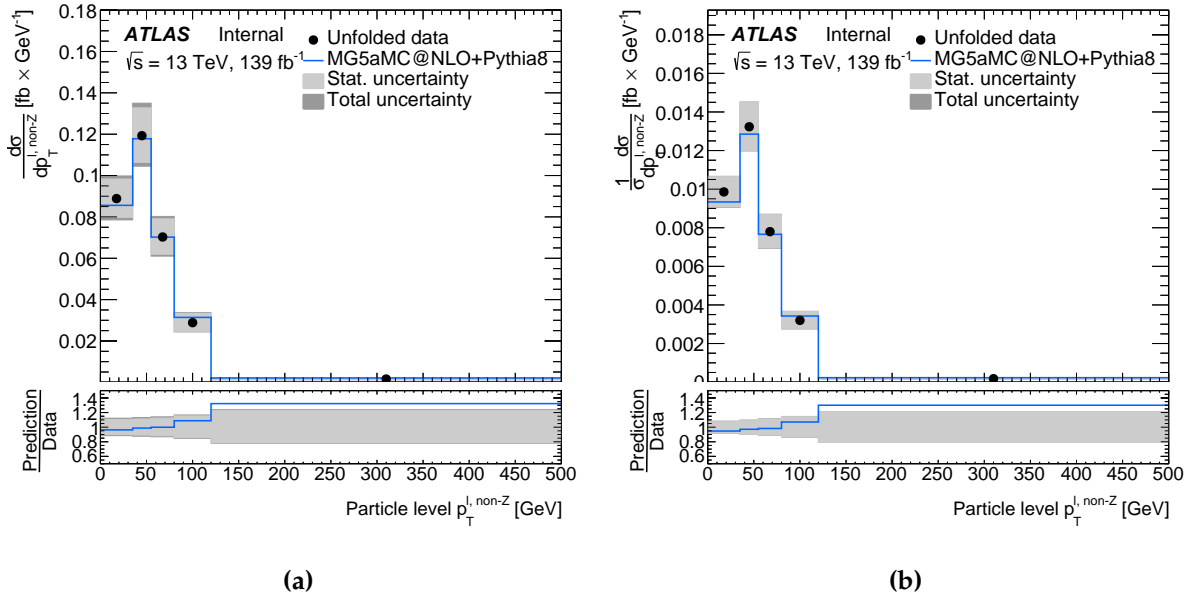 ATLAS Internal
√s = 13 TeV, 139 fb-1
Unfolded data
MG5aMC@NLO+Pythia8
Stat. uncertainty
Total uncertainty
dσ/dp_T^l, non-Z [fb × GeV-1]
0.18
0.16
0.14
0.12
0.1
0.08
0.06
0.04
0.02
Prediction/Data
1.4
1.2
1
0.8
0.6
0 50 100 150 200 250 300 350 400 450 500
Particle level p_T^l, non-Z [GeV]
(a)
ATLAS Internal
√s = 13 TeV, 139 fb-1
Unfolded data
MG5aMC@NLO+Pythia8
Stat. uncertainty
Total uncertainty
1/σ dσ/dp_T^l, non-Z [fb × GeV-1]
0.018
0.016
0.014
0.012
0.01
0.008
0.006
0.004
0.002
0
Prediction/Data
1.4
1.2
1
0.8
0.6
0 50 100 150 200 250 300 350 400 450 500
Particle level p_T^l, non-Z [GeV]
(b)